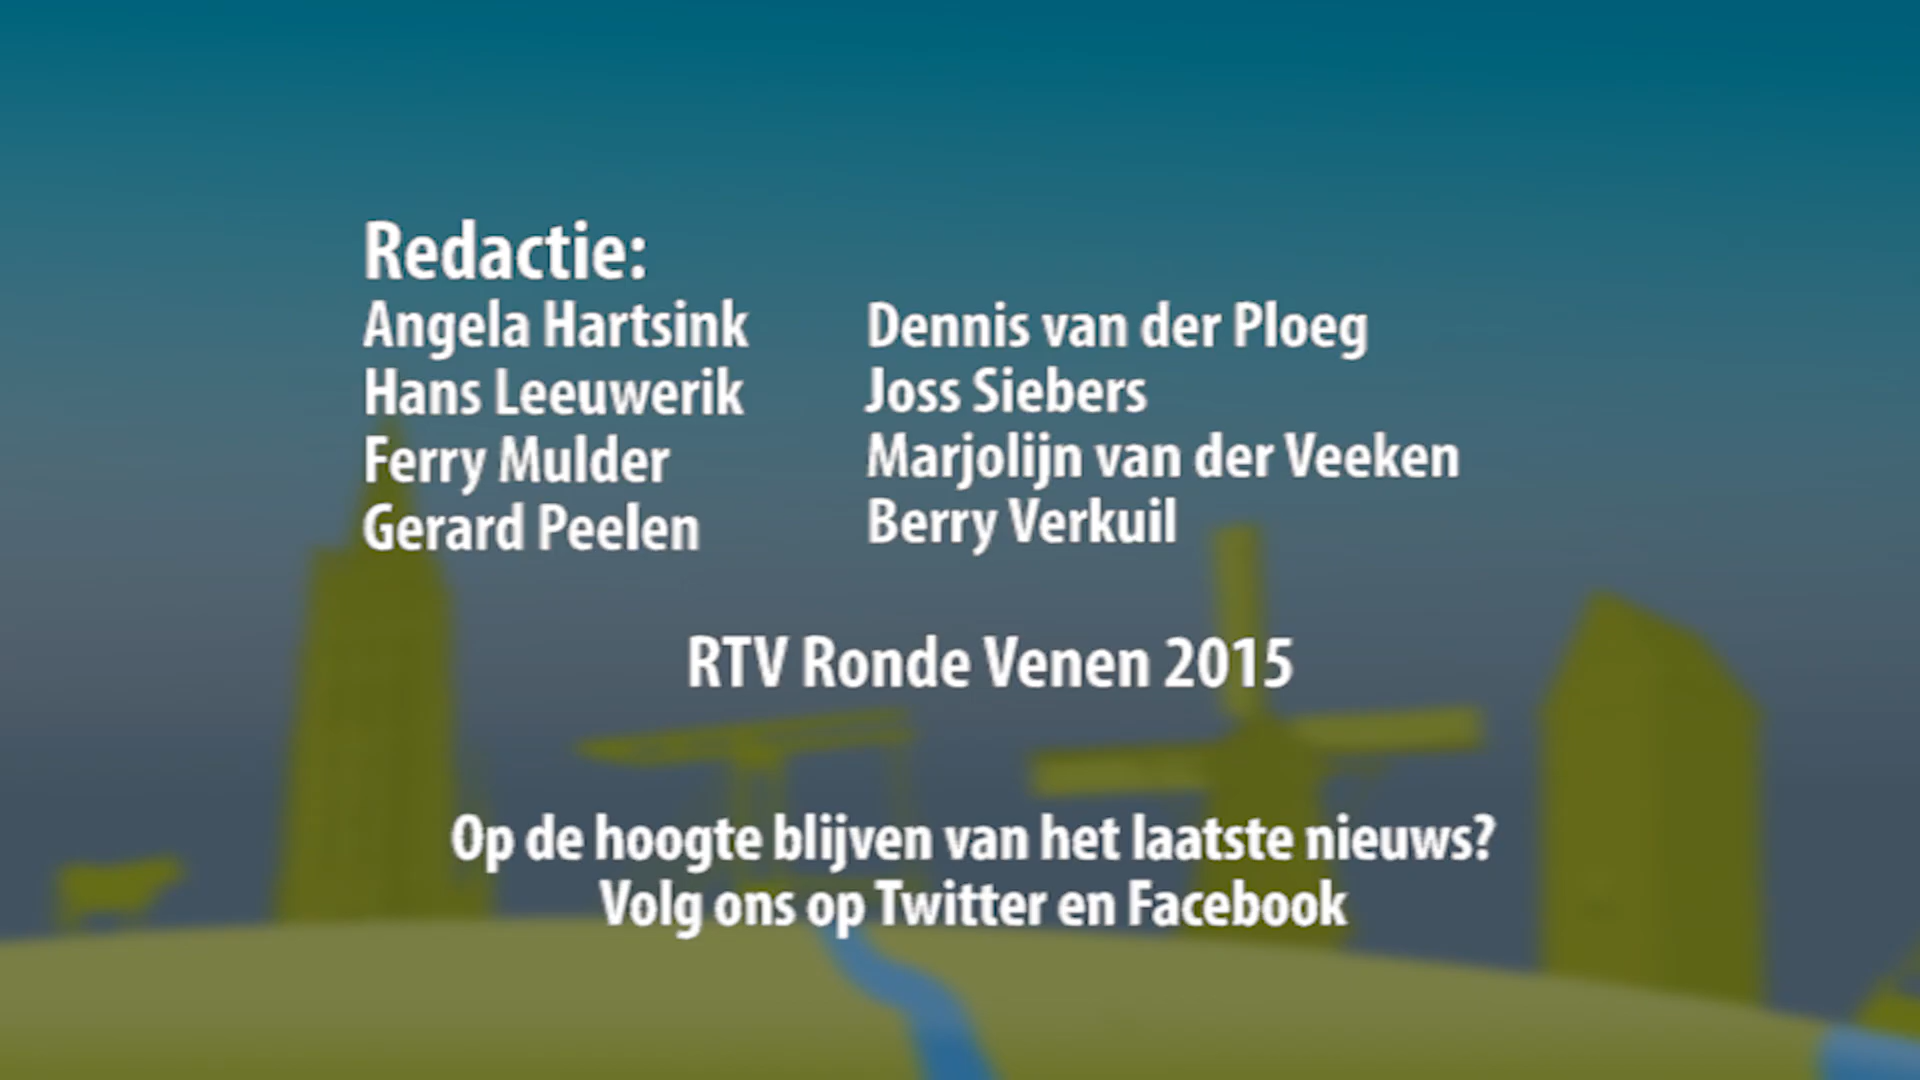 Redactie:
Angela Hartsink
Hans Leeuwerik
Ferry Mulder
Gerard Peelen
Dennis van der Ploeg
Joss Siebers
Marjolijn van der Veeken
Berry Verkuil
RTV Ronde Venen 2015
Op de hoogte blijven van het laatste nieuws?
Volg ons op Twitter en Facebook